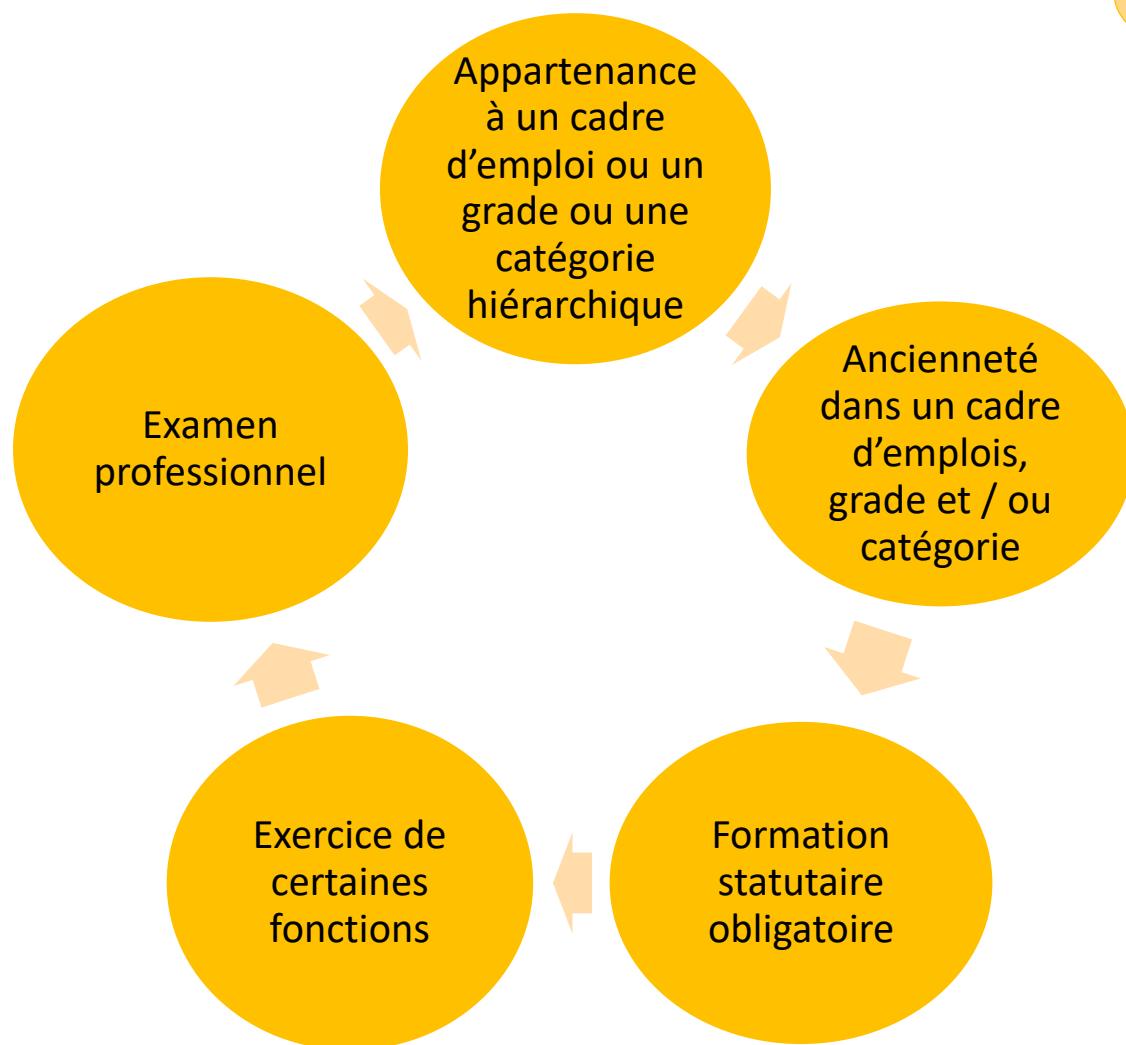 Appartenance
à un cadre
d’emploi ou un
grade ou une
catégorie
hiérarchique
Ancienneté
dans un cadre
d’emplois,
grade et / ou
catégorie
Formation
statutaire
obligatoire
Exercice de
certaines
fonctions
Examen
professionnel